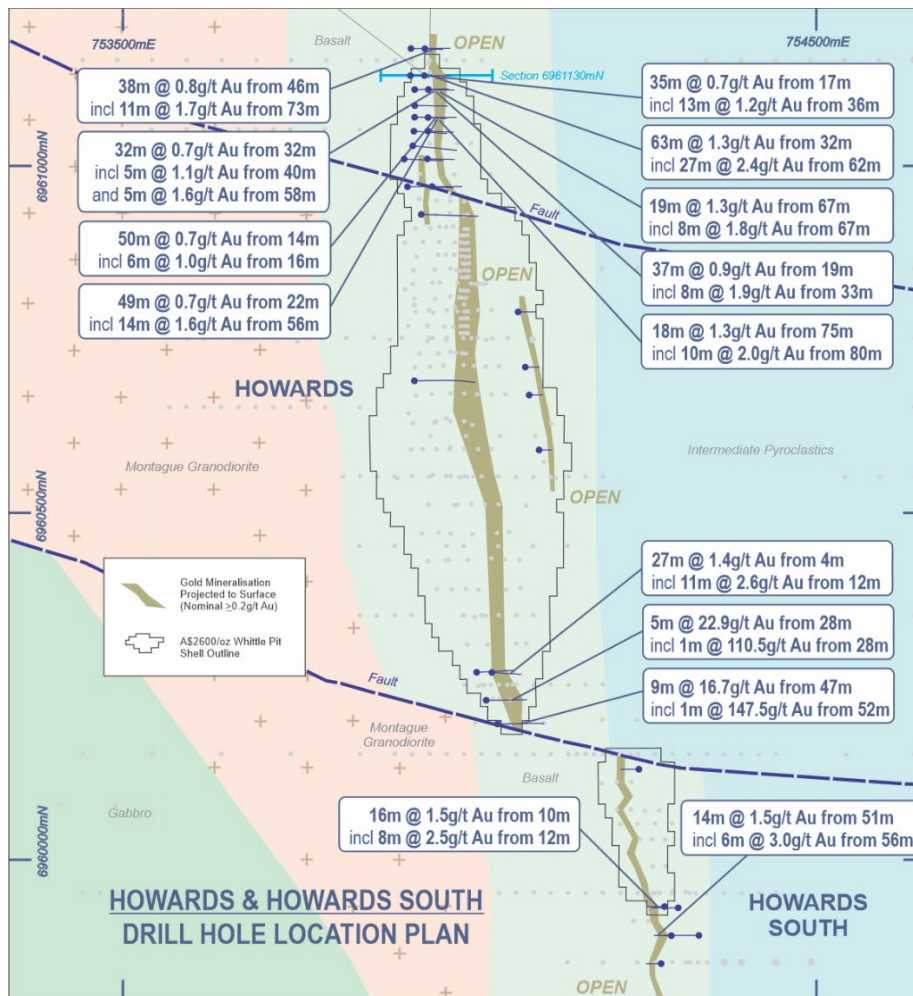 753500mE
754500mE
Basalt
OPEN
Section 6961130mN
38m @ 0.8g/t Au from 46m
incl 11m @ 1.7g/t Au from 73m
35m @ 0.7g/t Au from 17m
incl 13m @ 1.2g/t Au from 36m
32m @ 0.7g/t Au from 32m
incl 5m @ 1.1g/t Au from 40m
and 5m @ 1.6g/t Au from 58m
63m @ 1.3g/t Au from 32m
incl 27m @ 2.4g/t Au from 62m
6961000mN
19m @ 1.3g/t Au from 67m
incl 8m @ 1.8g/t Au from 67m
Fault
50m @ 0.7g/t Au from 14m
incl 6m @ 1.0g/t Au from 16m
37m @ 0.9g/t Au from 19m
incl 8m @ 1.9g/t Au from 33m
OPEN
49m @ 0.7g/t Au from 22m
incl 14m @ 1.6g/t Au from 56m
18m @ 1.3g/t Au from 75m
incl 10m @ 2.0g/t Au from 80m
HOWARDS
Montague Granodiorite
Intermediate Pyroclastics
OPEN
6960500mN
Gold Mineralisation
Projected to Surface
(Nominal ≥0.2g/t Au)
A$2600/oz Whittle Pit
Shell Outline
27m @ 1.4g/t Au from 4m
incl 11m @ 2.6g/t Au from 12m
5m @ 22.9g/t Au from 28m
incl 1m @ 110.5g/t Au from 28m
Fault
9m @ 16.7g/t Au from 47m
incl 1m @ 147.5g/t Au from 52m
Montague
Granodiorite
Basalt
Gabbro
16m @ 1.5g/t Au from 10m
incl 8m @ 2.5g/t Au from 12m
14m @ 1.5g/t Au from 51m
incl 6m @ 3.0g/t Au from 56m
6960000mN
HOWARDS & HOWARDS SOUTH
DRILL HOLE LOCATION PLAN
HOWARDS
SOUTH
OPEN